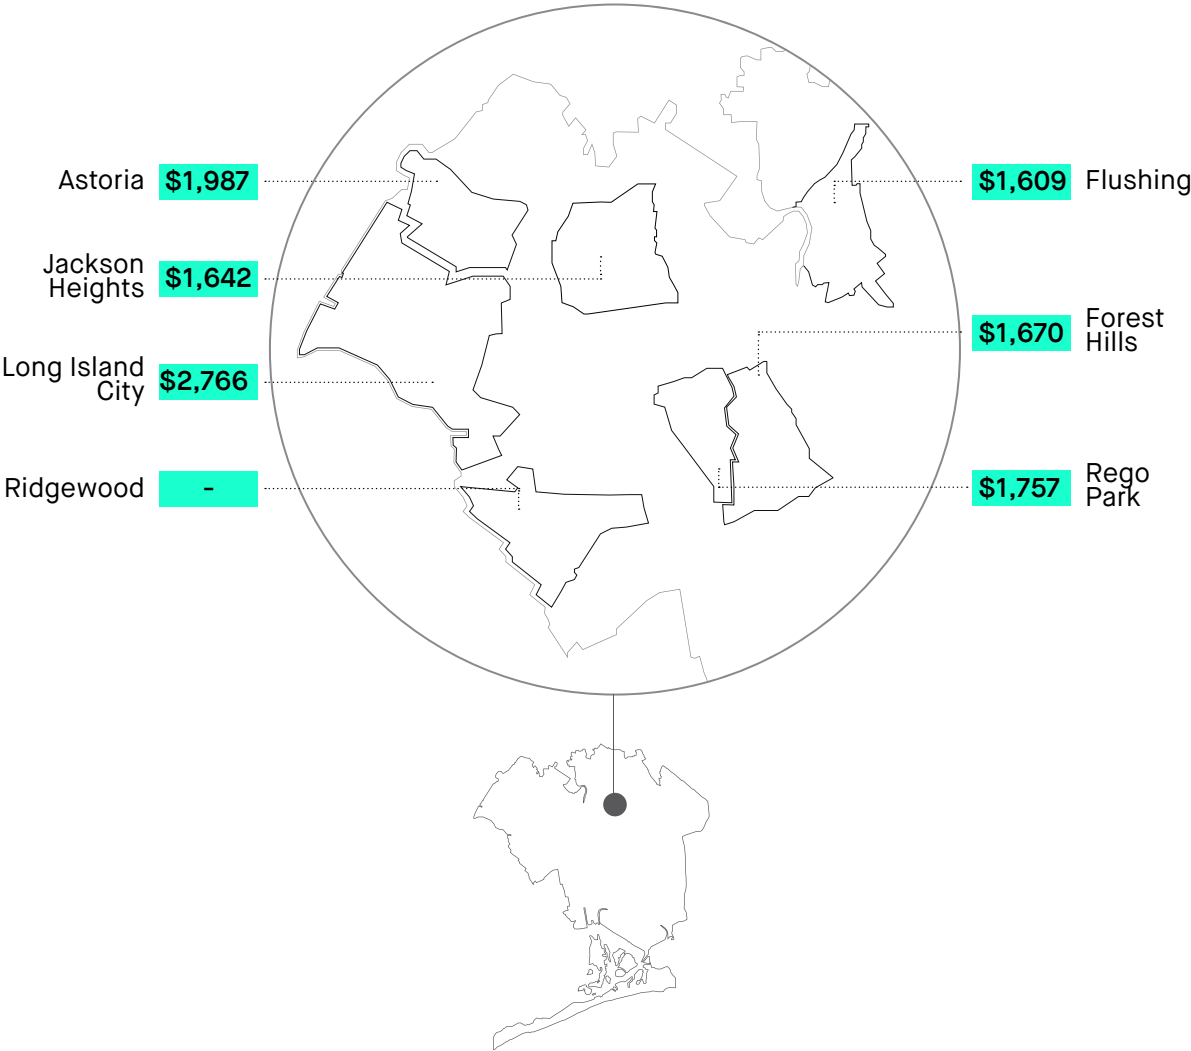 Astoria $1,987
Jackson
Heights
$1,642
Long Island
City
$2,766
Ridgewood -
$1,609 Flushing
$1,670
Forest
Hills
$1,757
Rego
Park